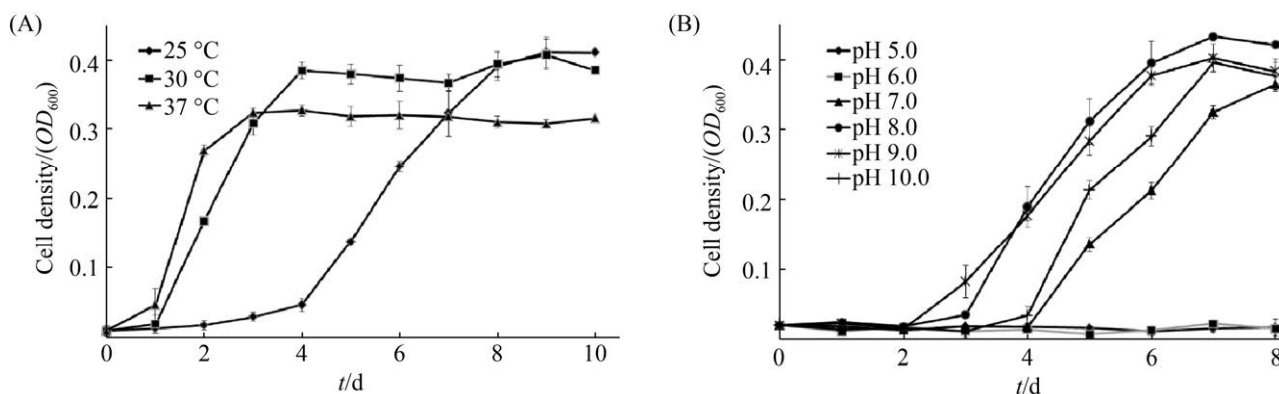 (A)
25 °C
30 °C
37 °C
Cell density/(OD600)
0.4
0.3
0.2
0.1
0 2 4 6 8 10
t/d
(B)
pH 5.0
pH 6.0
pH 7.0
pH 8.0
pH 9.0
pH 10.0
Cell density/(OD600)
0.4
0.3
0.2
0.1
0 2 4 6 8
t/d